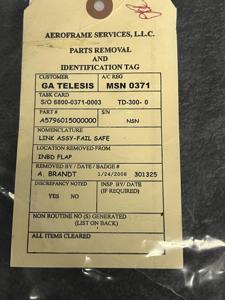 AEROFRAME SERVICES, L.L.C.
PARTS REMOVAL
AND
IDENTIFICATION TAG
CUSTOMER A/C REG
GA TELESIS MSN 0371
TASK CARD
S/O 6800-0371-0003 TD-300- 0
P/N S/N
A5796015000000 NSN
NOMENCLATURE
LINK ASSY-FAIL SAFE
LOCATION REMOVED FROM
INBD FLAP
REMOVED BY / DATE / BADGE #
A. BRANDT 1/24/2006 301325
DISCREPANCY NOTED INSP. BY / DATE
YES NO (IF REQUIRED)
NON ROUTINE NO (S) GENERATED
(LIST ON BACK)
ALL ITEMS CLEARED